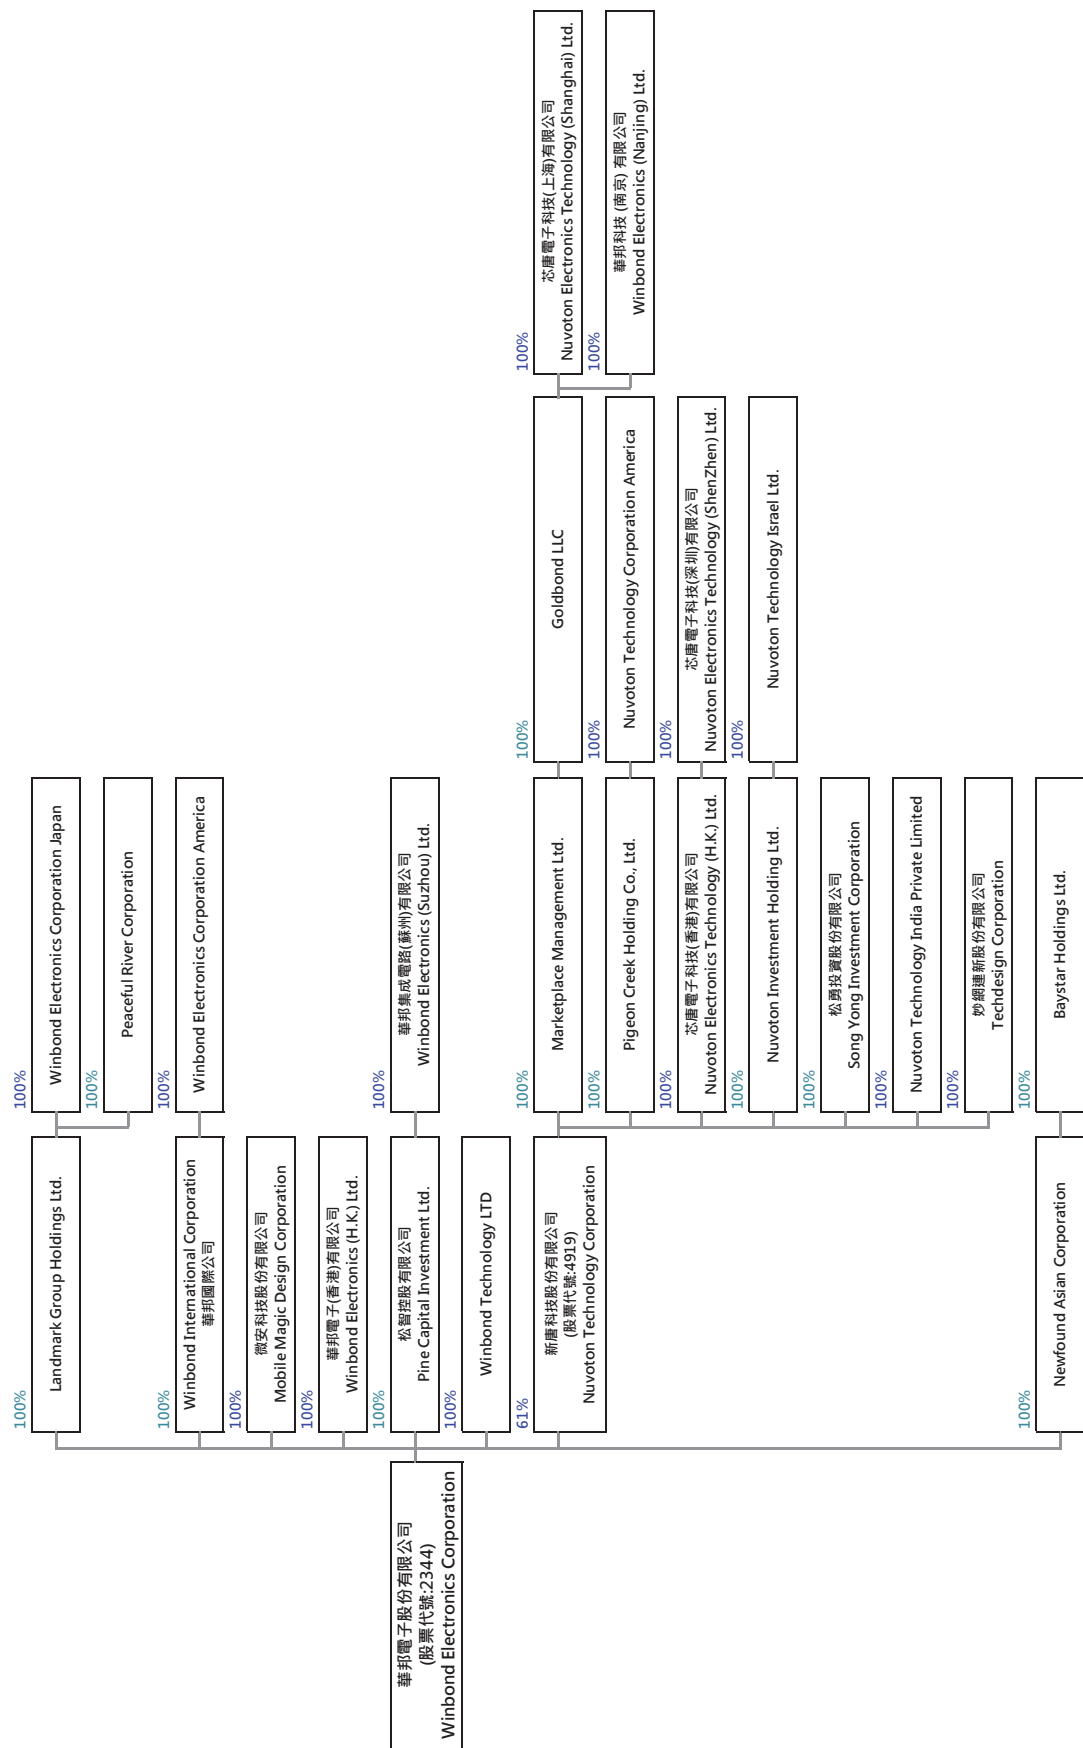 華邦電子股份有限公司
(股票代號:2344)
Winbond Electronics Corporation
100%
Landmark Group Holdings Ltd.
100%
Winbond Electronics Corporation Japan
100%
Peaceful River Corporation
100%
Winbond International Corporation
華邦國際公司
100%
Winbond Electronics Corporation America
100%
微安科技股份有限公司
Mobile Magic Design Corporation
100%
華邦電子(香港)有限公司
Winbond Electronics (H.K.) Ltd.
100%
松智控股有限公司
Pine Capital Investment Ltd.
100%
華邦集成電路(蘇州)有限公司
Winbond Electronics (Suzhou) Ltd.
100%
Winbond Technology LTD
61%
新唐科技股份有限公司
(股票代號:4919)
Nuvoton Technology Corporation
100%
Marketplace Management Ltd.
100%
Goldbond LLC
100%
芯唐電子科技(上海)有限公司
Nuvoton Electronics Technology (Shanghai) Ltd.
100%
華邦科技 (南京) 有限公司
Winbond Electronics (Nanjing) Ltd.
100%
Pigeon Creek Holding Co., Ltd.
100%
Nuvoton Technology Corporation America
100%
芯唐電子科技(香港)有限公司
Nuvoton Electronics Technology (H.K.) Ltd.
100%
芯唐電子科技(深圳)有限公司
Nuvoton Electronics Technology (ShenZhen) Ltd.
100%
Nuvoton Investment Holding Ltd.
100%
Nuvoton Technology Israel Ltd.
100%
松勇投資股份有限公司
Song Yong Investment Corporation
100%
Nuvoton Technology India Private Limited
100%
妙網連新股份有限公司
Techdesign Corporation
100%
Newfound Asian Corporation
100%
Baystar Holdings Ltd.